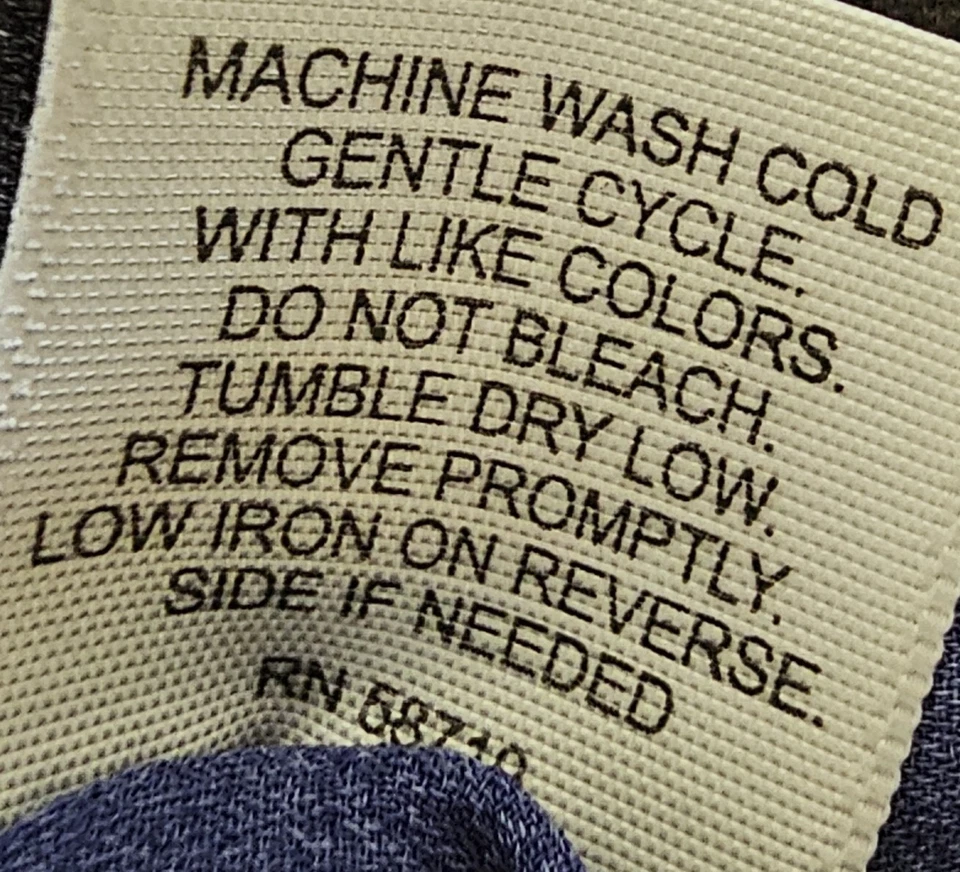 MACHINE WASH COLD
GENTLE CYCLE.
WITH LIKE COLORS.
DO NOT BLEACH.
TUMBLE DRY LOW.
REMOVE PROMPTLY.
LOW IRON ON REVERSE.
SIDE IF NEEDED
RN